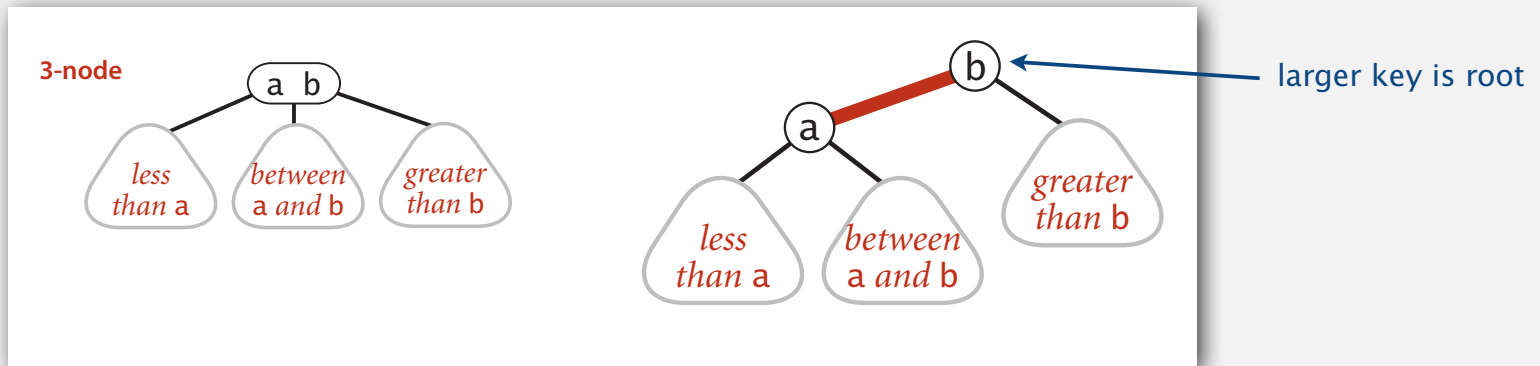 3-node
a b
less
than a
between
a and b
greater
than b
b
larger key is root
a
less
than a
between
a and b
greater
than b